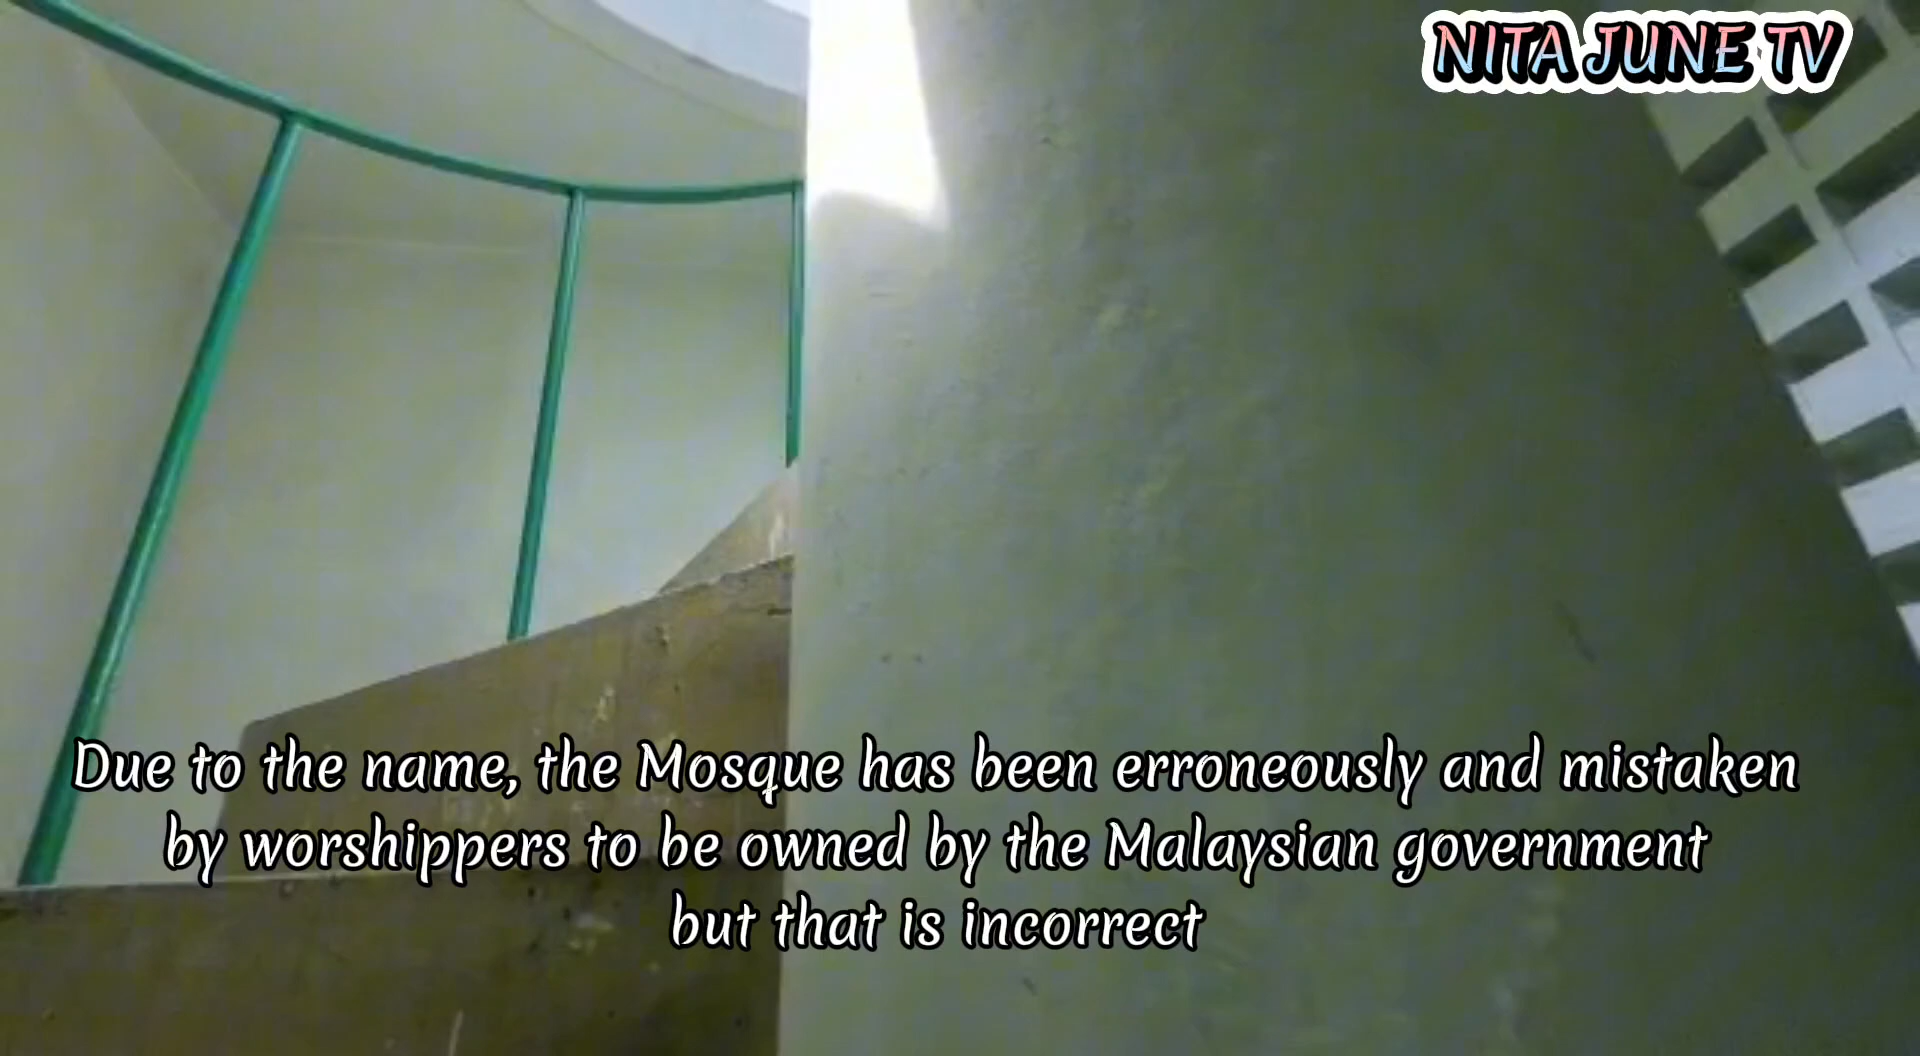 NITA JUNE TV
Due to the name, the Mosque has been erroneously and mistaken
by worshippers to be owned by the Malaysian government
but that is incorrect